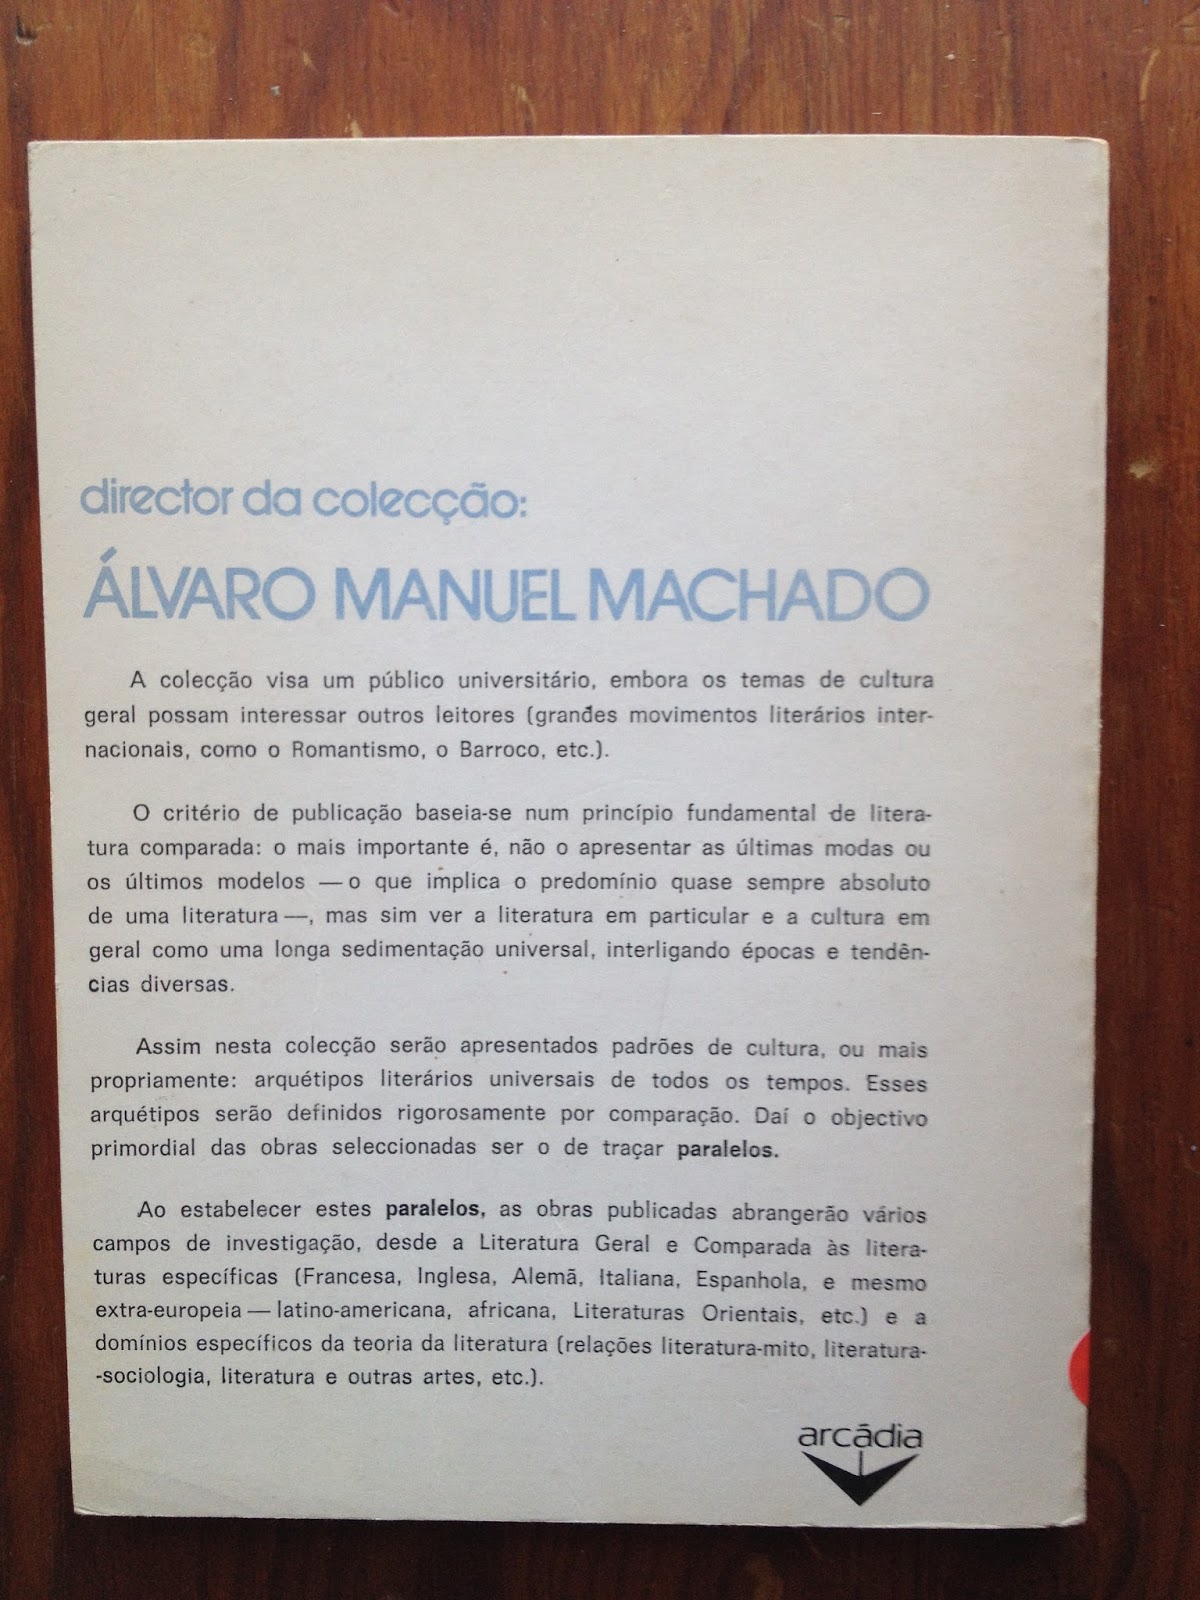 director da colecção:
ÁLVARO MANUEL MACHADO
A colecção visa um público universitário, embora os temas de cultura
geral possam interessar outros leitores (grandes movimentos literários inter-
nacionais, como o Romantismo, o Barroco, etc.).
O critério de publicação baseia-se num princípio fundamental de litera-
tura comparada: o mais importante é, não o apresentar as últimas modas ou
os últimos modelos — o que implica o predomínio quase sempre absoluto
de uma literatura —, mas sim ver a literatura em particular e a cultura em
geral como uma longa sedimentação universal, interligando épocas e tendên-
cias diversas.
Assim nesta colecção serão apresentados padrões de cultura, ou mais
propriamente: arquétipos literários universais de todos os tempos. Esses
arquétipos serão definidos rigorosamente por comparação. Daí o objectivo
primordial das obras seleccionadas ser o de traçar paralelos.
Ao estabelecer estes paralelos, as obras publicadas abrangerão vários
campos de investigação, desde a Literatura Geral e Comparada às litera-
turas específicas (Francesa, Inglesa, Alemã, Italiana, Espanhola, e mesmo
extra-europeia — latino-americana, africana, Literaturas Orientais, etc.) e a
domínios específicos da teoria da literatura (relações literatura-mito, literatura-
-sociologia, literatura e outras artes, etc.).
arcádia